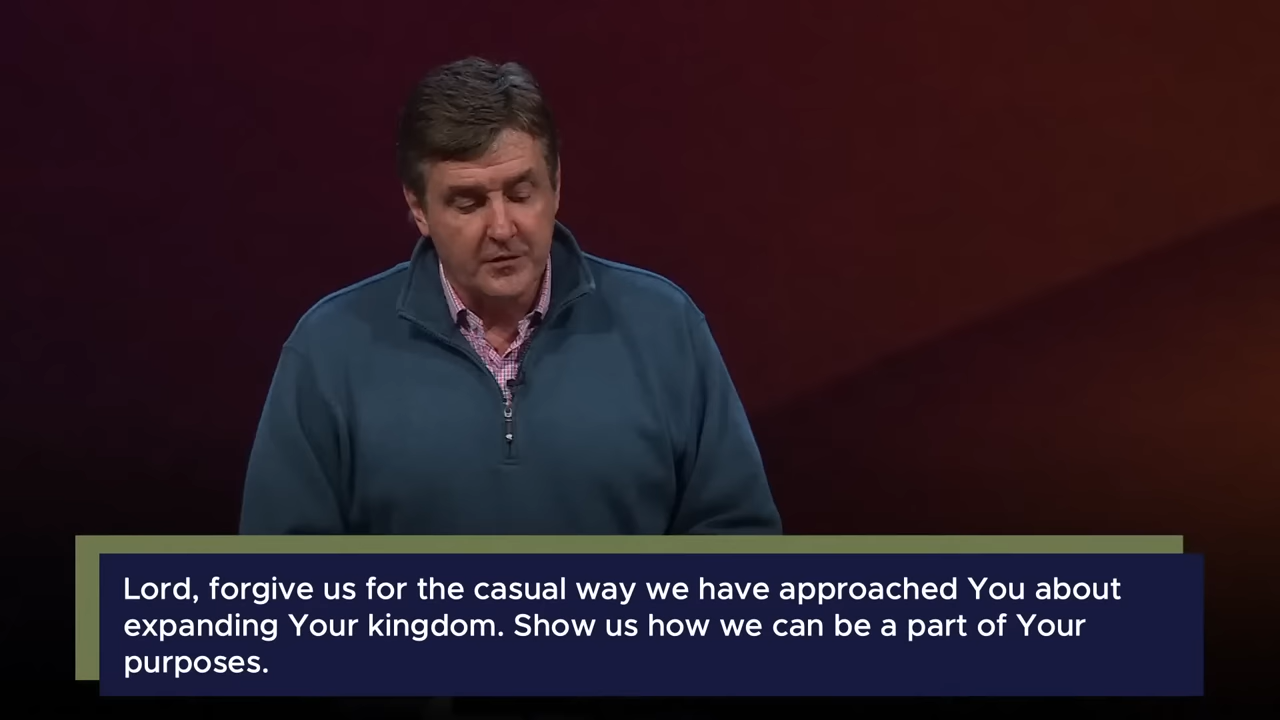 Lord, forgive us for the casual way we have approached You about
expanding Your kingdom. Show us how we can be a part of Your
purposes.